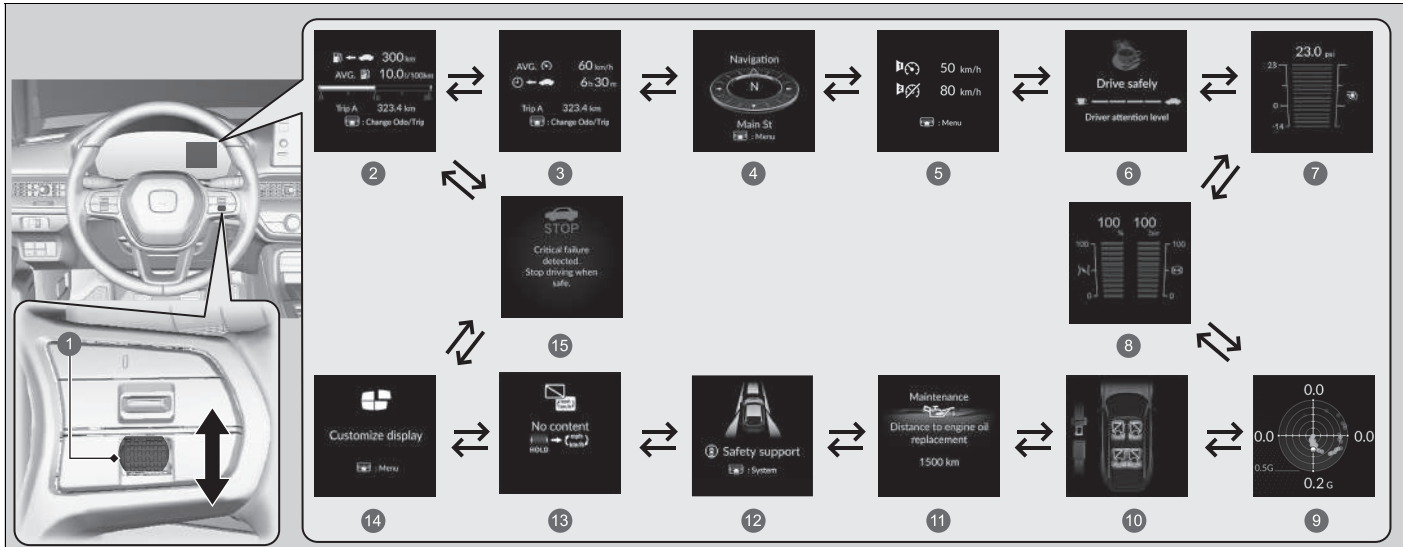 300 km
AVG. 10.0 l/100km
Trip A 323.4 km
: Change Odo/Trip
2
AVG. 60 km/h
6h30m
Trip A 323.4 km
: Change Odo/Trip
3
Navigation
N
Main St
: Menu
4
50 km/h
80 km/h
: Menu
5
Drive safely
Driver attention level
6
23.0 psi
23
0
-14
7
STOP
Critical failure
detected.
Stop driving when
safe.
15
100 100
% bar
100 100
0 0
8
1
Customize display
: Menu
14
No content
HOLD
mph
km/h
13
Safety support
: System
12
Maintenance
Distance to engine oil
replacement
1500 km
11
10
0.0
0.0 0.0
0.5G
0.2 G
9